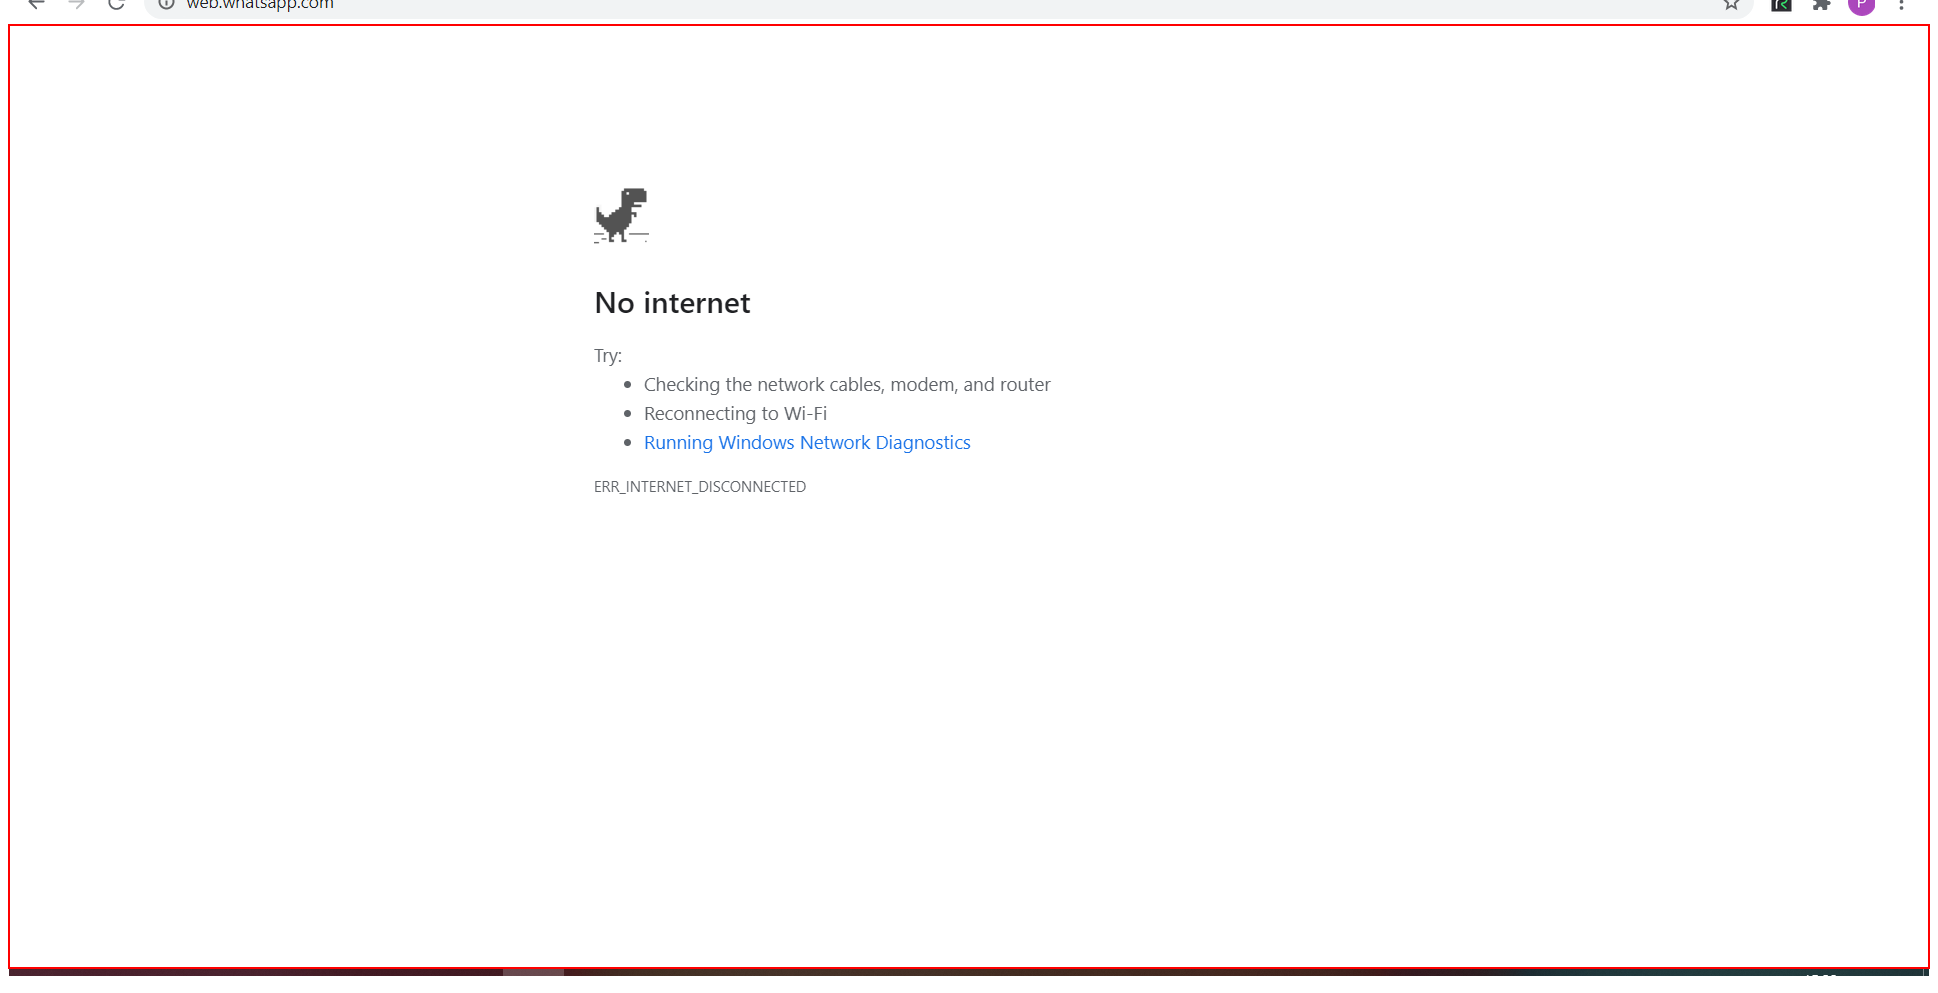 web.whatsapp.com
P
No internet
Try:
Checking the network cables, modem, and router
Reconnecting to Wi-Fi
Running Windows Network Diagnostics
ERR_INTERNET_DISCONNECTED